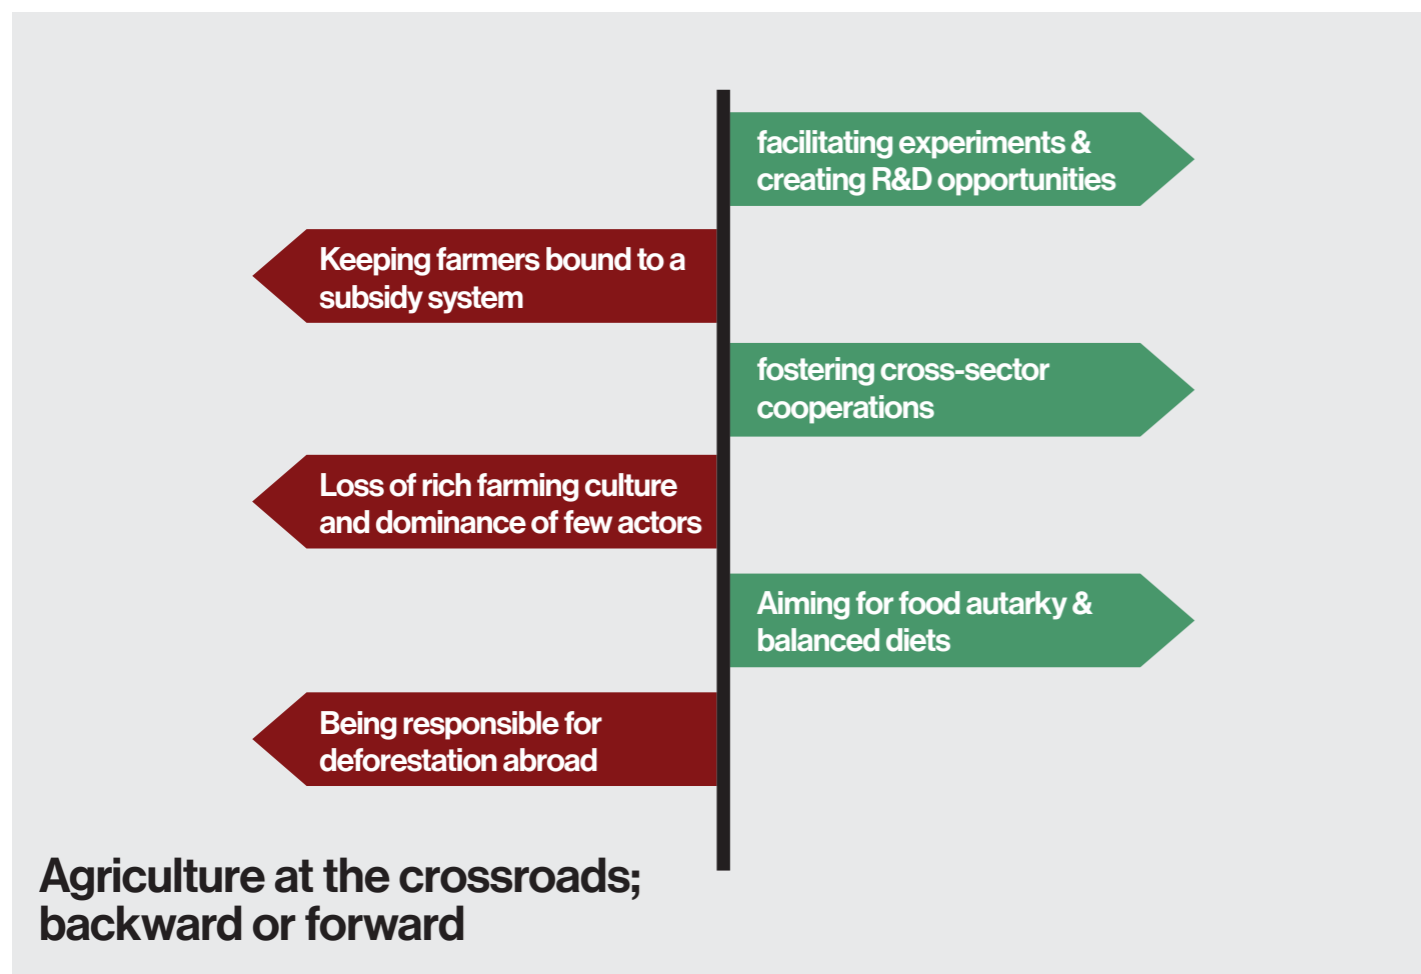 facilitating experiments &
creating R&D opportunities
Keeping farmers bound to a
subsidy system
fostering cross-sector
cooperations
Loss of rich farming culture
and dominance of few actors
Aiming for food autarky &
balanced diets
Being responsible for
deforestation abroad
Agriculture at the crossroads;
backward or forward